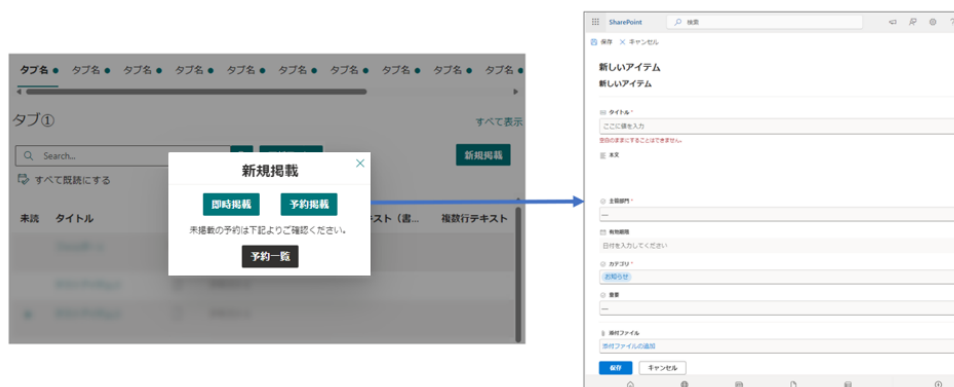 タブ名 タブ名 タブ名 タブ名 タブ名 タブ名 タブ名 タブ名 タブ名 タブ名
タブ①
すべて表示
Search...
新規掲載
すべて既読にする
未読 タイトル
スト（書... 複数行テキスト
新規掲載
即時掲載 予約掲載
未掲載の予約は下記よりご確認ください。
予約一覧
SharePoint 検索
保存 キャンセル
新しいアイテム
新しいアイテム
タイトル *
ここに値を入力
空白のままにすることはできません。
本文
主管部門 *
—
有効期限
日付を入力してください
カテゴリ *
お知らせ
重要
—
添付ファイル
添付ファイルの追加
保存 キャンセル